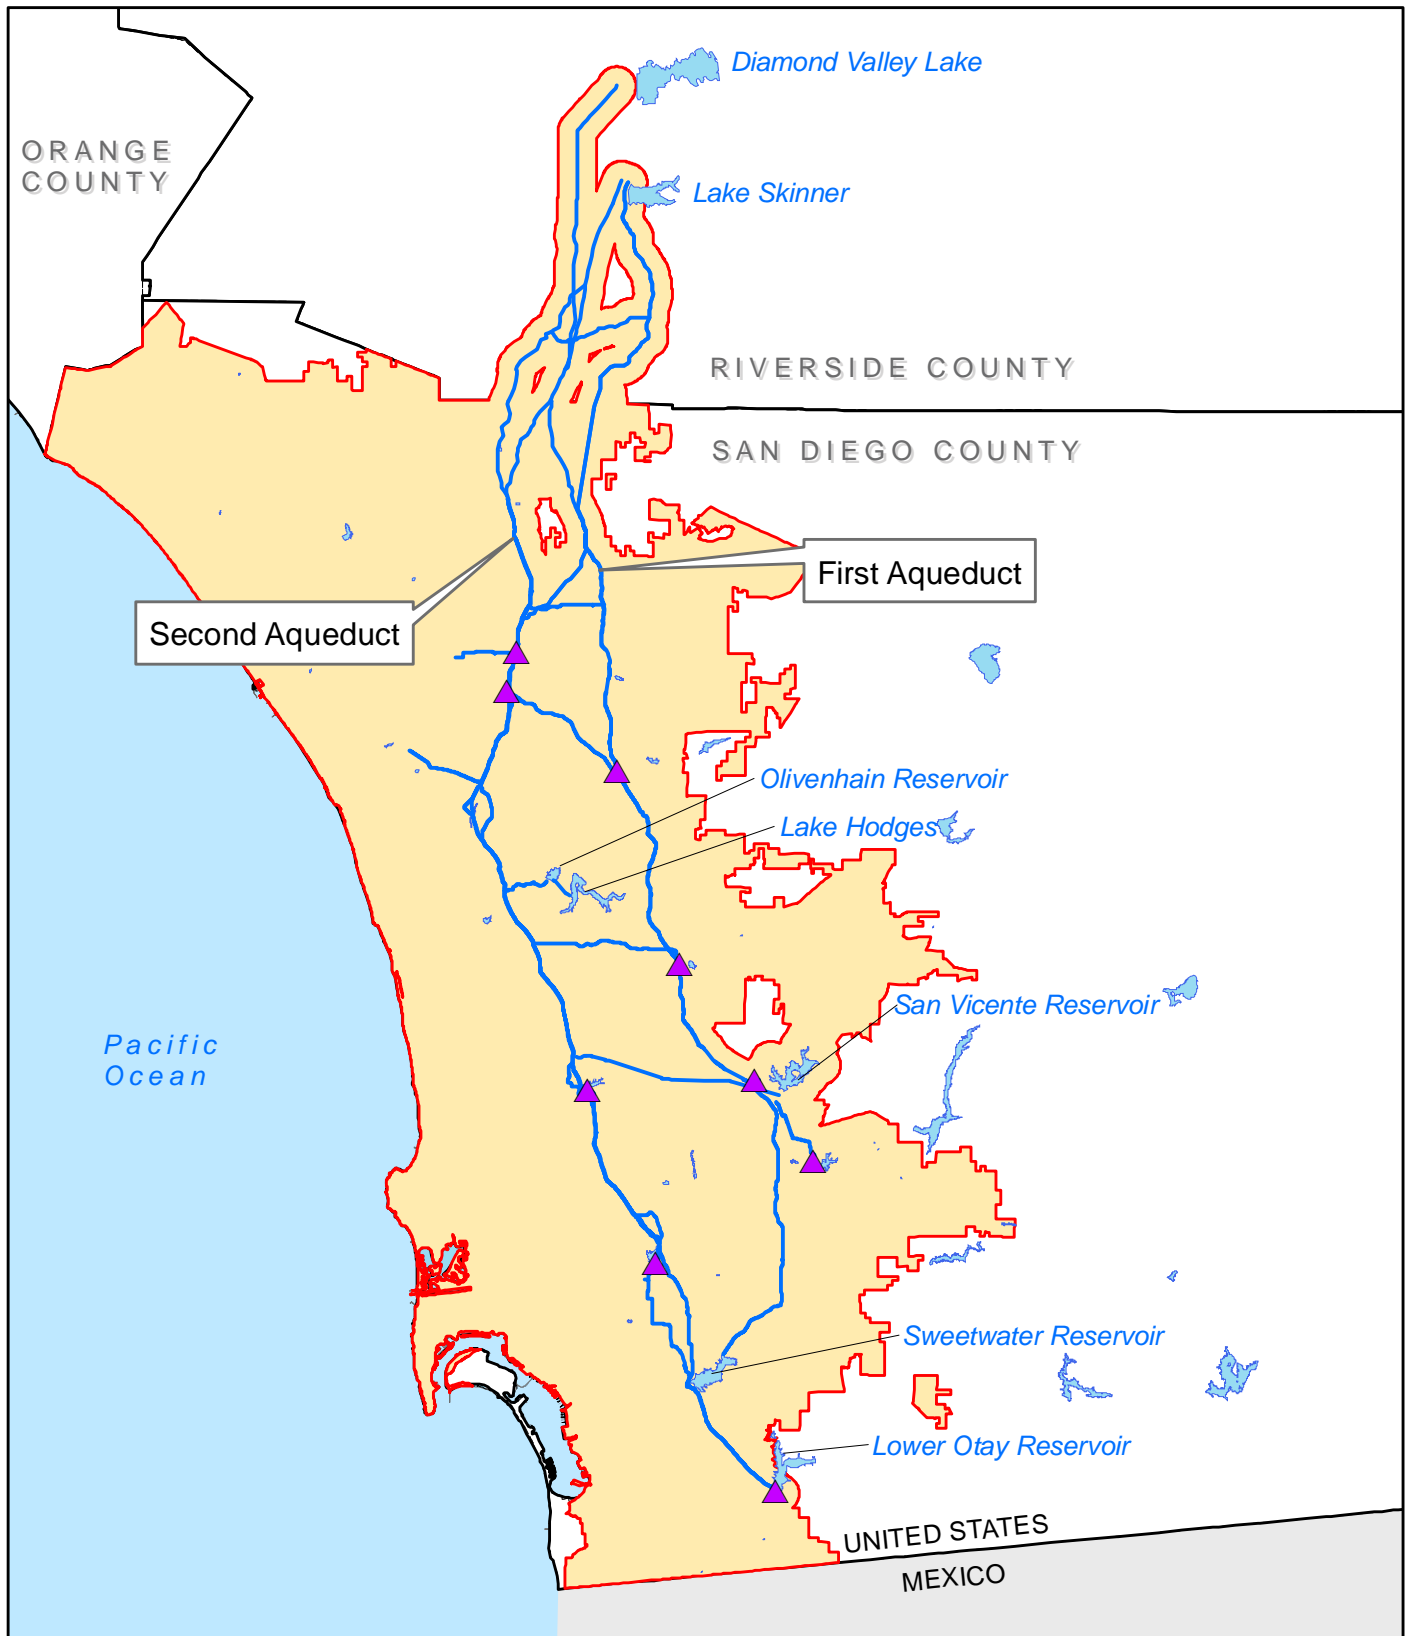 Diamond Valley Lake
ORANGE
COUNTY
Lake Skinner
RIVERSIDE COUNTY
SAN DIEGO COUNTY
First Aqueduct
Second Aqueduct
Olivenhain Reservoir
Lake Hodges
San Vicente Reservoir
Pacific
Ocean
Sweetwater Reservoir
Lower Otay Reservoir
UNITED STATES
MEXICO